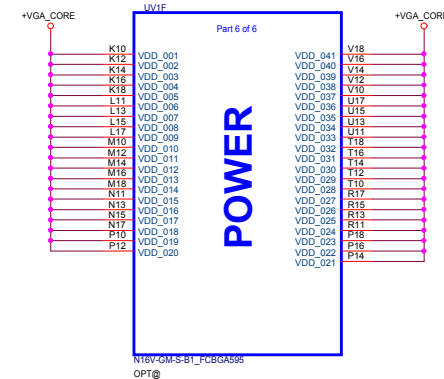 UV1F
+VGA_CORE
+VGA_CORE
Part 6 of 6
K10 VDD_001 VDD_041 V18
K12 VDD_002 VDD_040 V16
K14 VDD_003 VDD_039 V14
K16 VDD_004 VDD_038 V12
K18 VDD_005 VDD_037 V10
L11 VDD_006 VDD_036 U17
L13 VDD_007 VDD_035 U15
L15 VDD_008 VDD_034 U13
L17 VDD_009 VDD_033 U11
M10 VDD_010 VDD_032 T18
M12 VDD_011 VDD_031 T16
M14 VDD_012 VDD_030 T14
M16 VDD_013 VDD_029 T12
M18 VDD_014 VDD_028 T10
N11 VDD_015 VDD_027 R17
N13 VDD_016 VDD_026 R15
N15 VDD_017 VDD_025 R13
N17 VDD_018 VDD_024 R11
P10 VDD_019 VDD_023 P18
P12 VDD_020 VDD_022 P16
VDD_021 P14
POWER
N16V-GM-S-B1_FCBGA595
OPT@